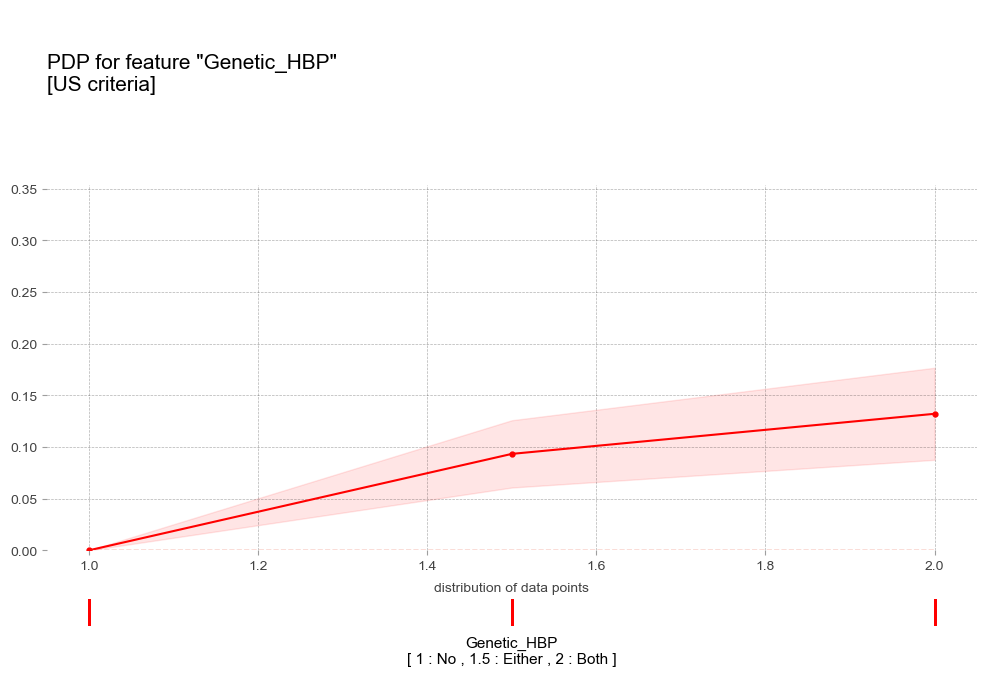 PDP for feature "Genetic_HBP"
[US criteria]
0.35
0.30
0.25
0.20
0.15
0.10
0.05
0.00
1.0 1.2 1.4 1.6 1.8 2.0
distribution of data points
Genetic_HBP
[ 1 : No , 1.5 : Either , 2 : Both ]